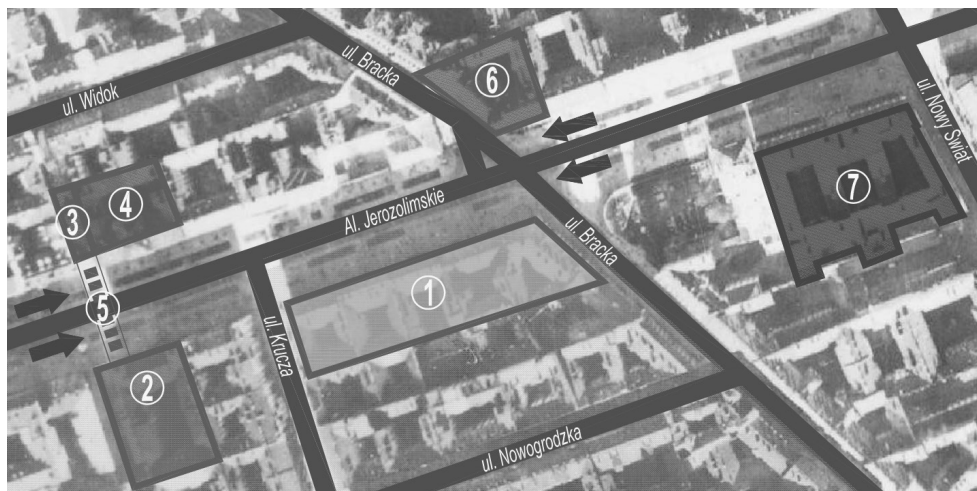 ul. Bracka
ul. Widok
⑥
ul. Nowy Świat
⑦
④
③
Al. Jerozolimskie
ul. Bracka
①
⑤
ul. Krucza
②
ul. Nowogrodzka